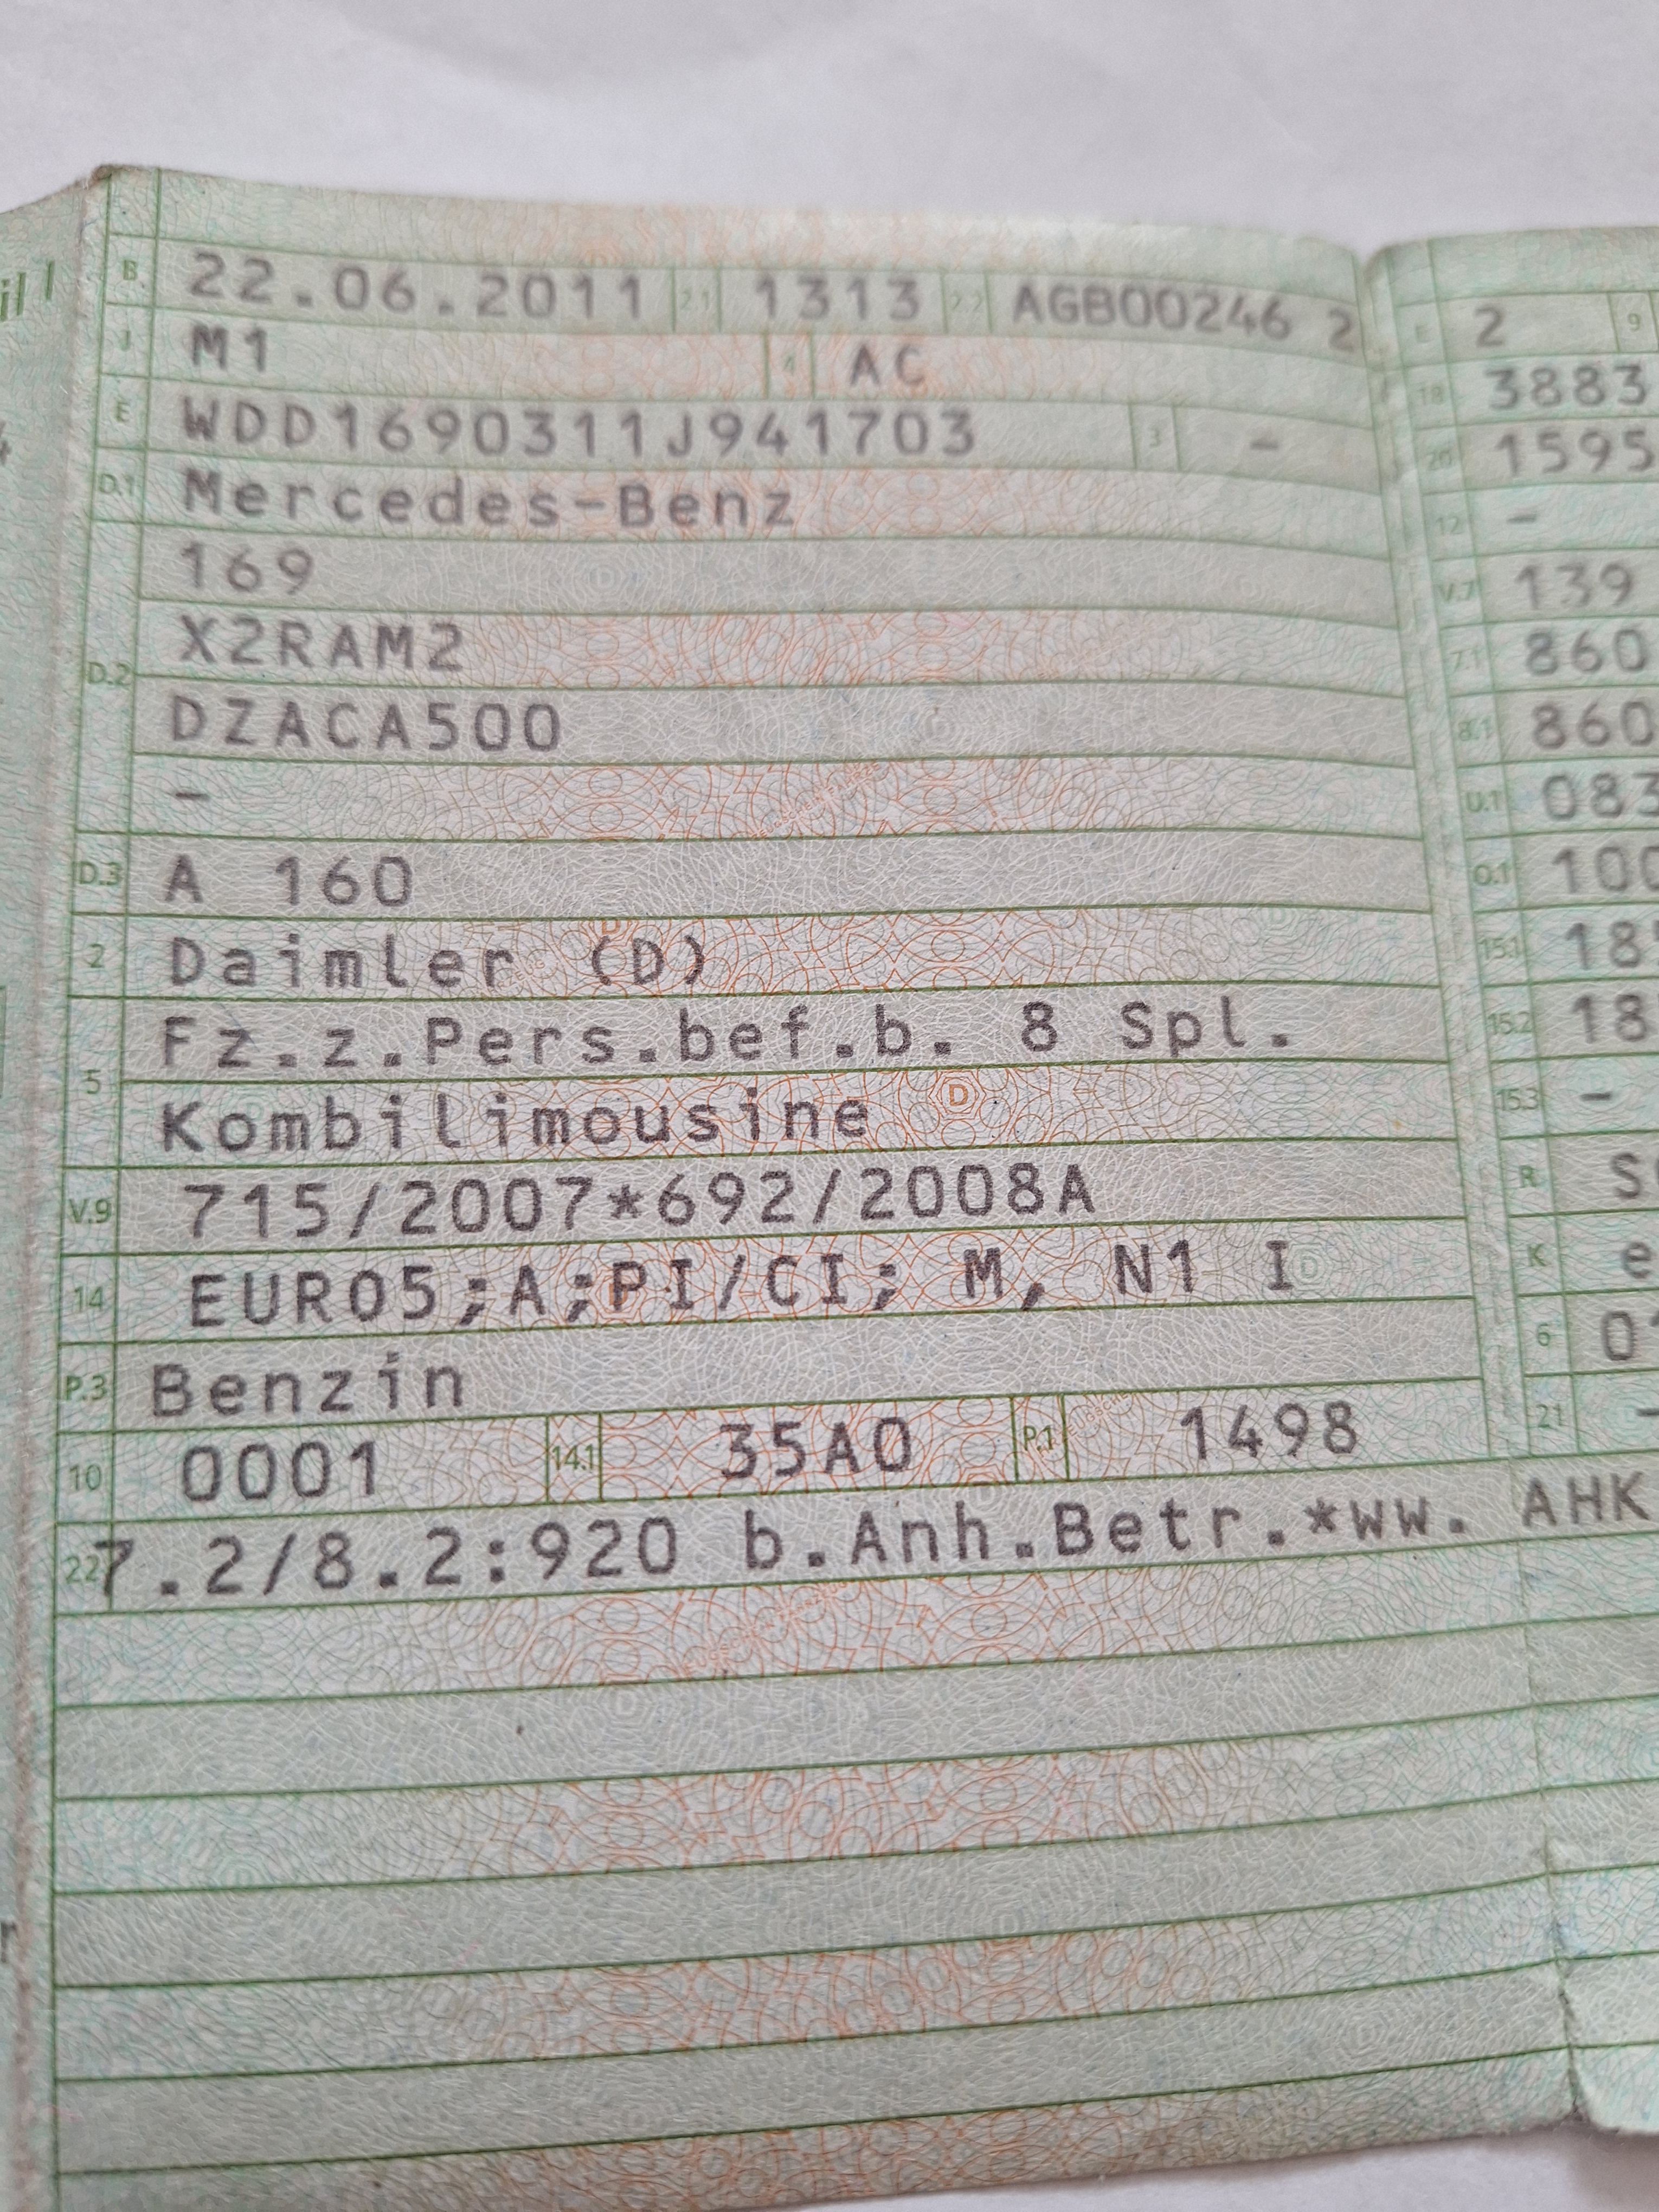 il I
B 22.06.2011 2.1 1313 2.2 AGB00246 2
J M1 4 AC
E WDD1690311J941703 3 -
D.1 Mercedes-Benz
169
D.2 X2RAM2
DZACA500
-
D.3 A 160
2 Daimler (D)
5 Fz.z.Pers.bef.b. 8 Spl.
Kombilimousine
V.9 715/2007*692/2008A
14 EURO5;A;PI/CI; M, N1 I
P.3 Benzin
10 0001 14.1 35A0 P.1 1498
22 7.2/8.2:920 b.Anh.Betr.*ww. AHK
2 9
18 3883
20 1595
12 -
V.7 139
7.1 860
8.1 860
U.1 083
O.1 100
15.1 18
15.2 18
15.3 -
R S
K e
6 0
21 -